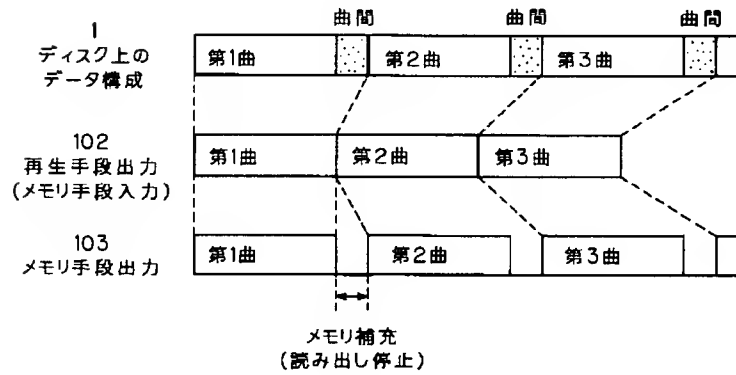 1
ディスク上の
データ構成
曲間 曲間 曲間
第1曲 第2曲 第3曲
102
再生手段出力
(メモリ手段入力)
第1曲 第2曲 第3曲
103
メモリ手段出力
第1曲 第2曲 第3曲
メモリ補充
(読み出し停止)